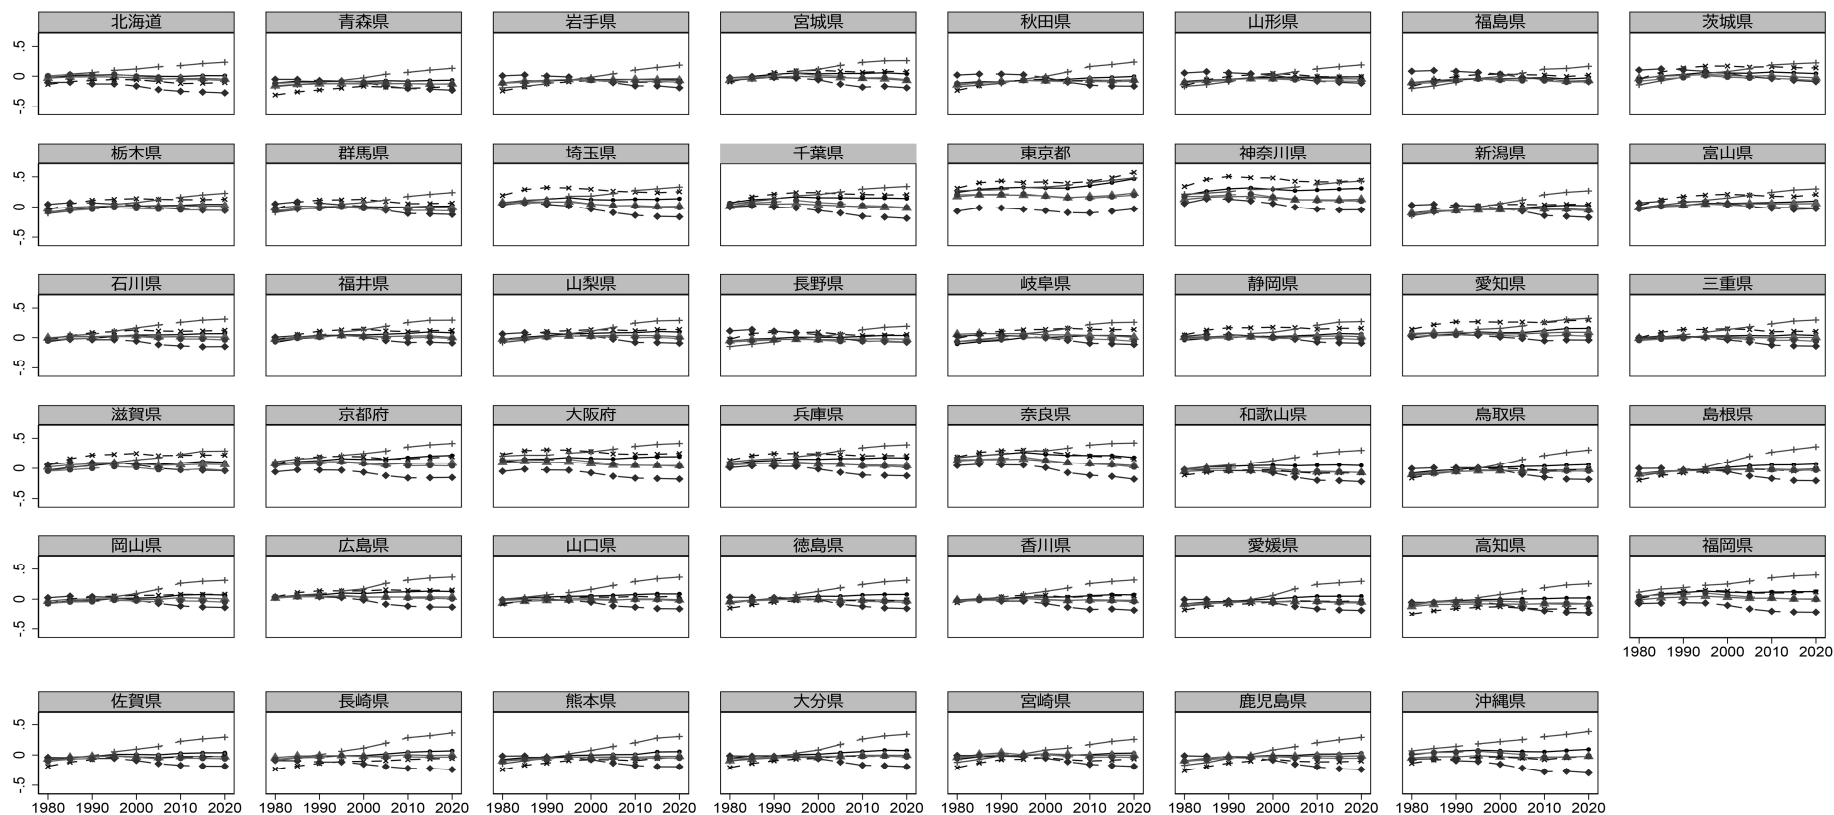 北海道 青森県 岩手県 宮城県 秋田県 山形県 福島県 茨城県
.5
0
-.5
栃木県 群馬県 埼玉県 千葉県 東京都 神奈川県 新潟県 富山県
.5
0
-.5
石川県 福井県 山梨県 長野県 岐阜県 静岡県 愛知県 三重県
.5
0
-.5
滋賀県 京都府 大阪府 兵庫県 奈良県 和歌山県 鳥取県 島根県
.5
0
-.5
岡山県 広島県 山口県 徳島県 香川県 愛媛県 高知県 福岡県
.5
0
-.5
1980 1990 2000 2010 2020
佐賀県 長崎県 熊本県 大分県 宮崎県 鹿児島県 沖縄県
.5
0
-.5
1980 1990 2000 2010 2020 1980 1990 2000 2010 2020 1980 1990 2000 2010 2020 1980 1990 2000 2010 2020 1980 1990 2000 2010 2020 1980 1990 2000 2010 2020 1980 1990 2000 2010 2020